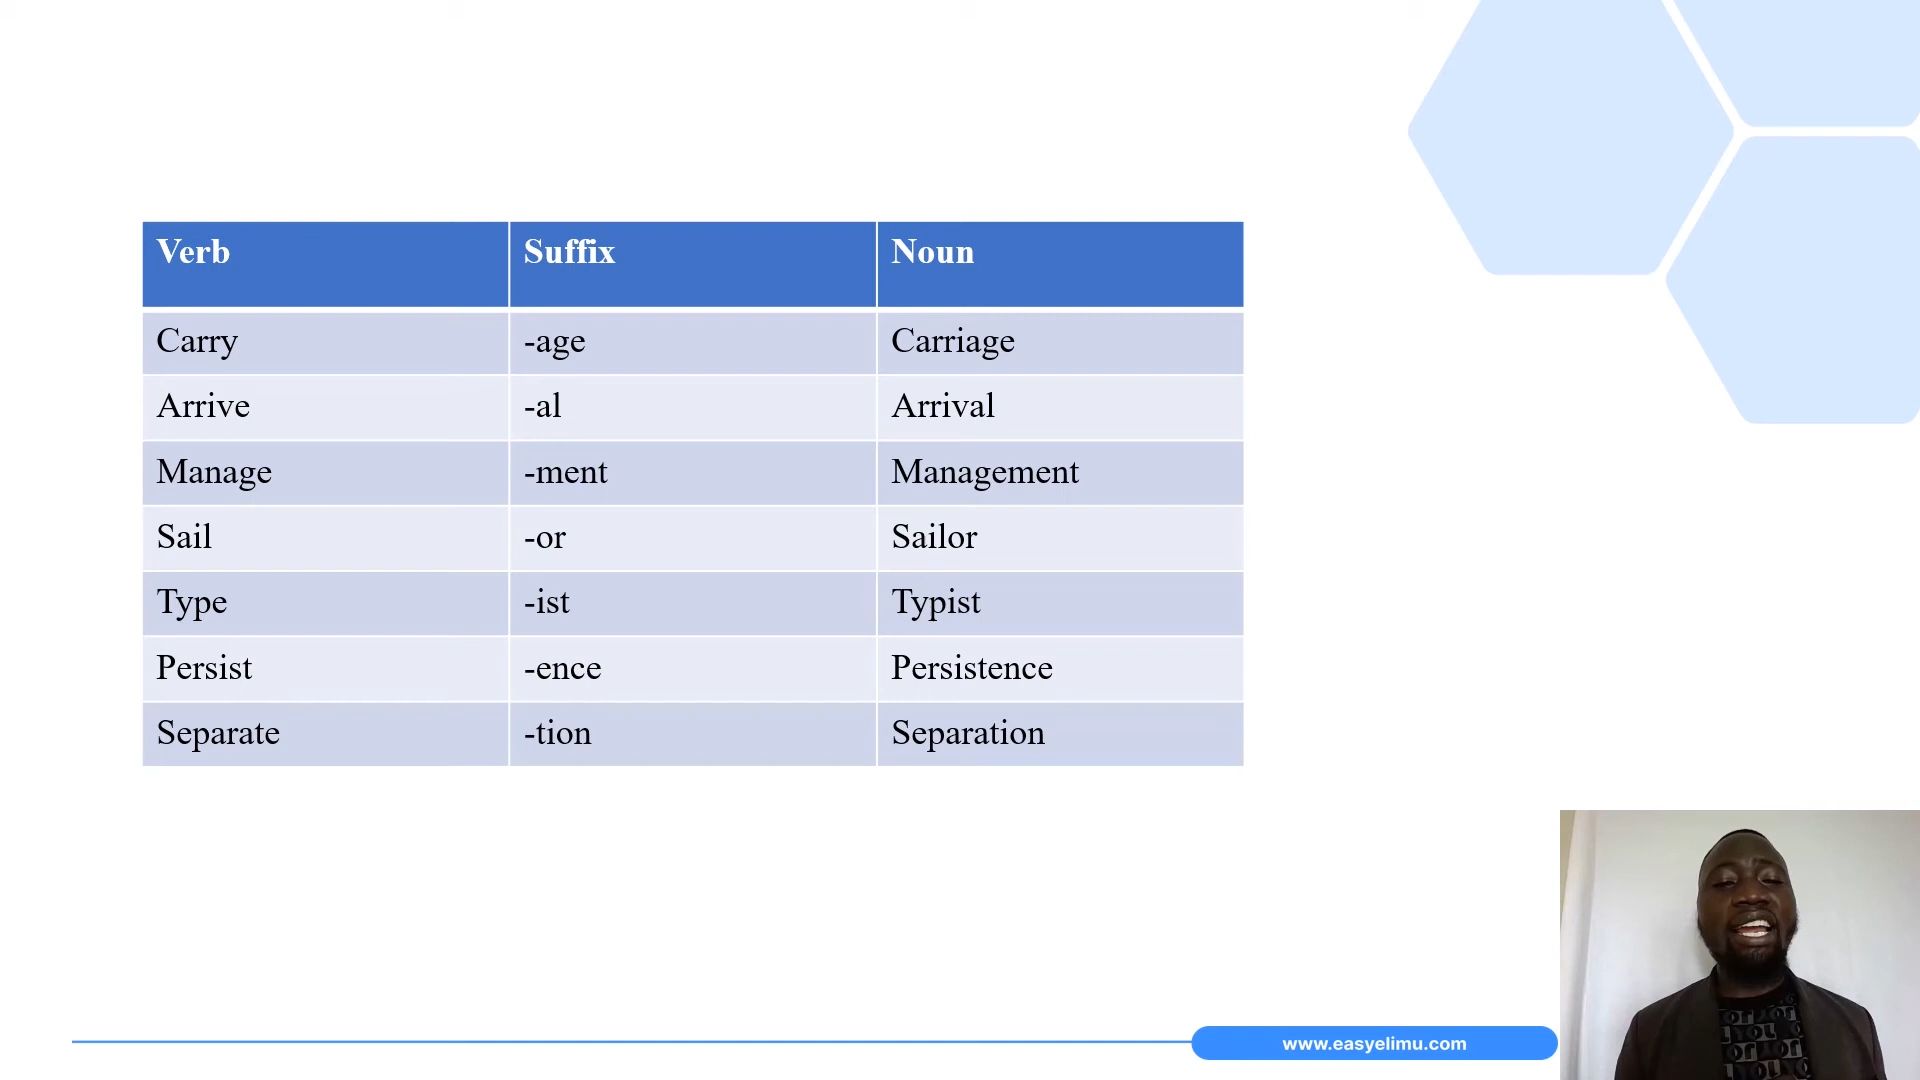 Verb Suffix Noun
Carry -age Carriage
Arrive -al Arrival
Manage -ment Management
Sail -or Sailor
Type -ist Typist
Persist -ence Persistence
Separate -tion Separation
www.easyelimu.com